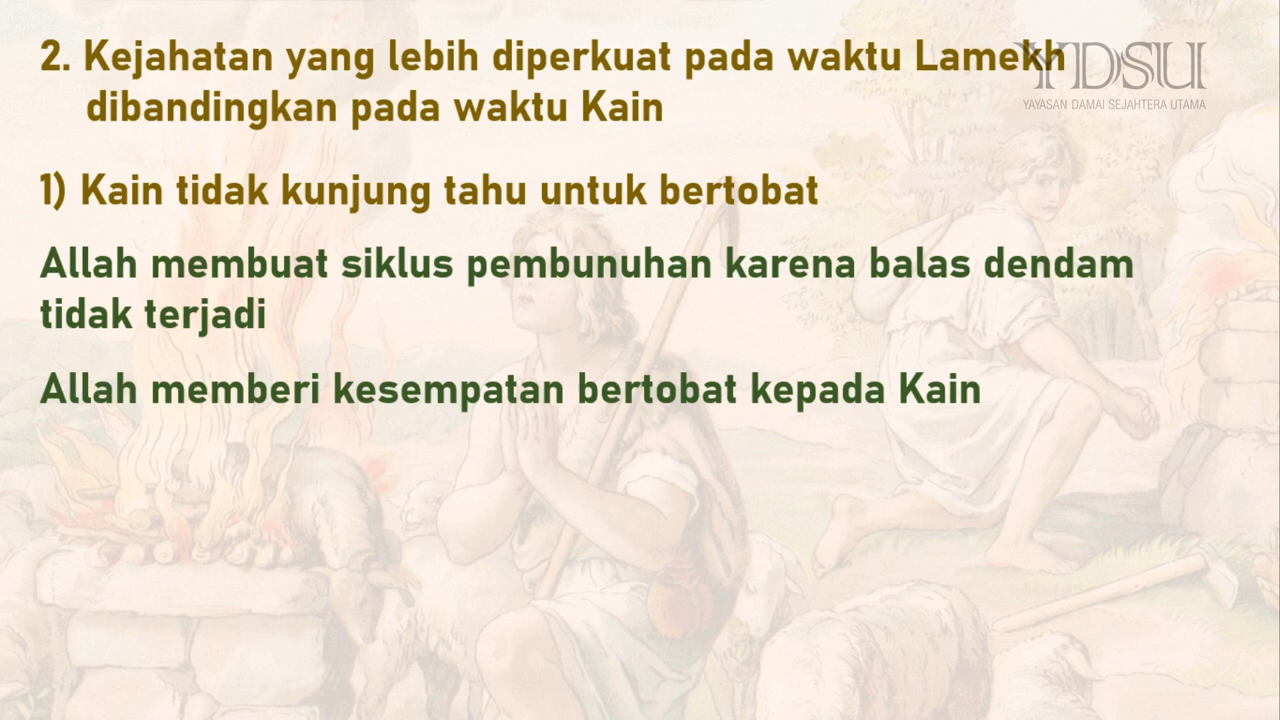 2. Kejahatan yang lebih diperkuat pada waktu Lamekh
dibandingkan pada waktu Kain
YDSU
YAYASAN DAMAI SEJAHTERA UTAMA
1) Kain tidak kunjung tahu untuk bertobat
Allah membuat siklus pembunuhan karena balas dendam
tidak terjadi
Allah memberi kesempatan bertobat kepada Kain